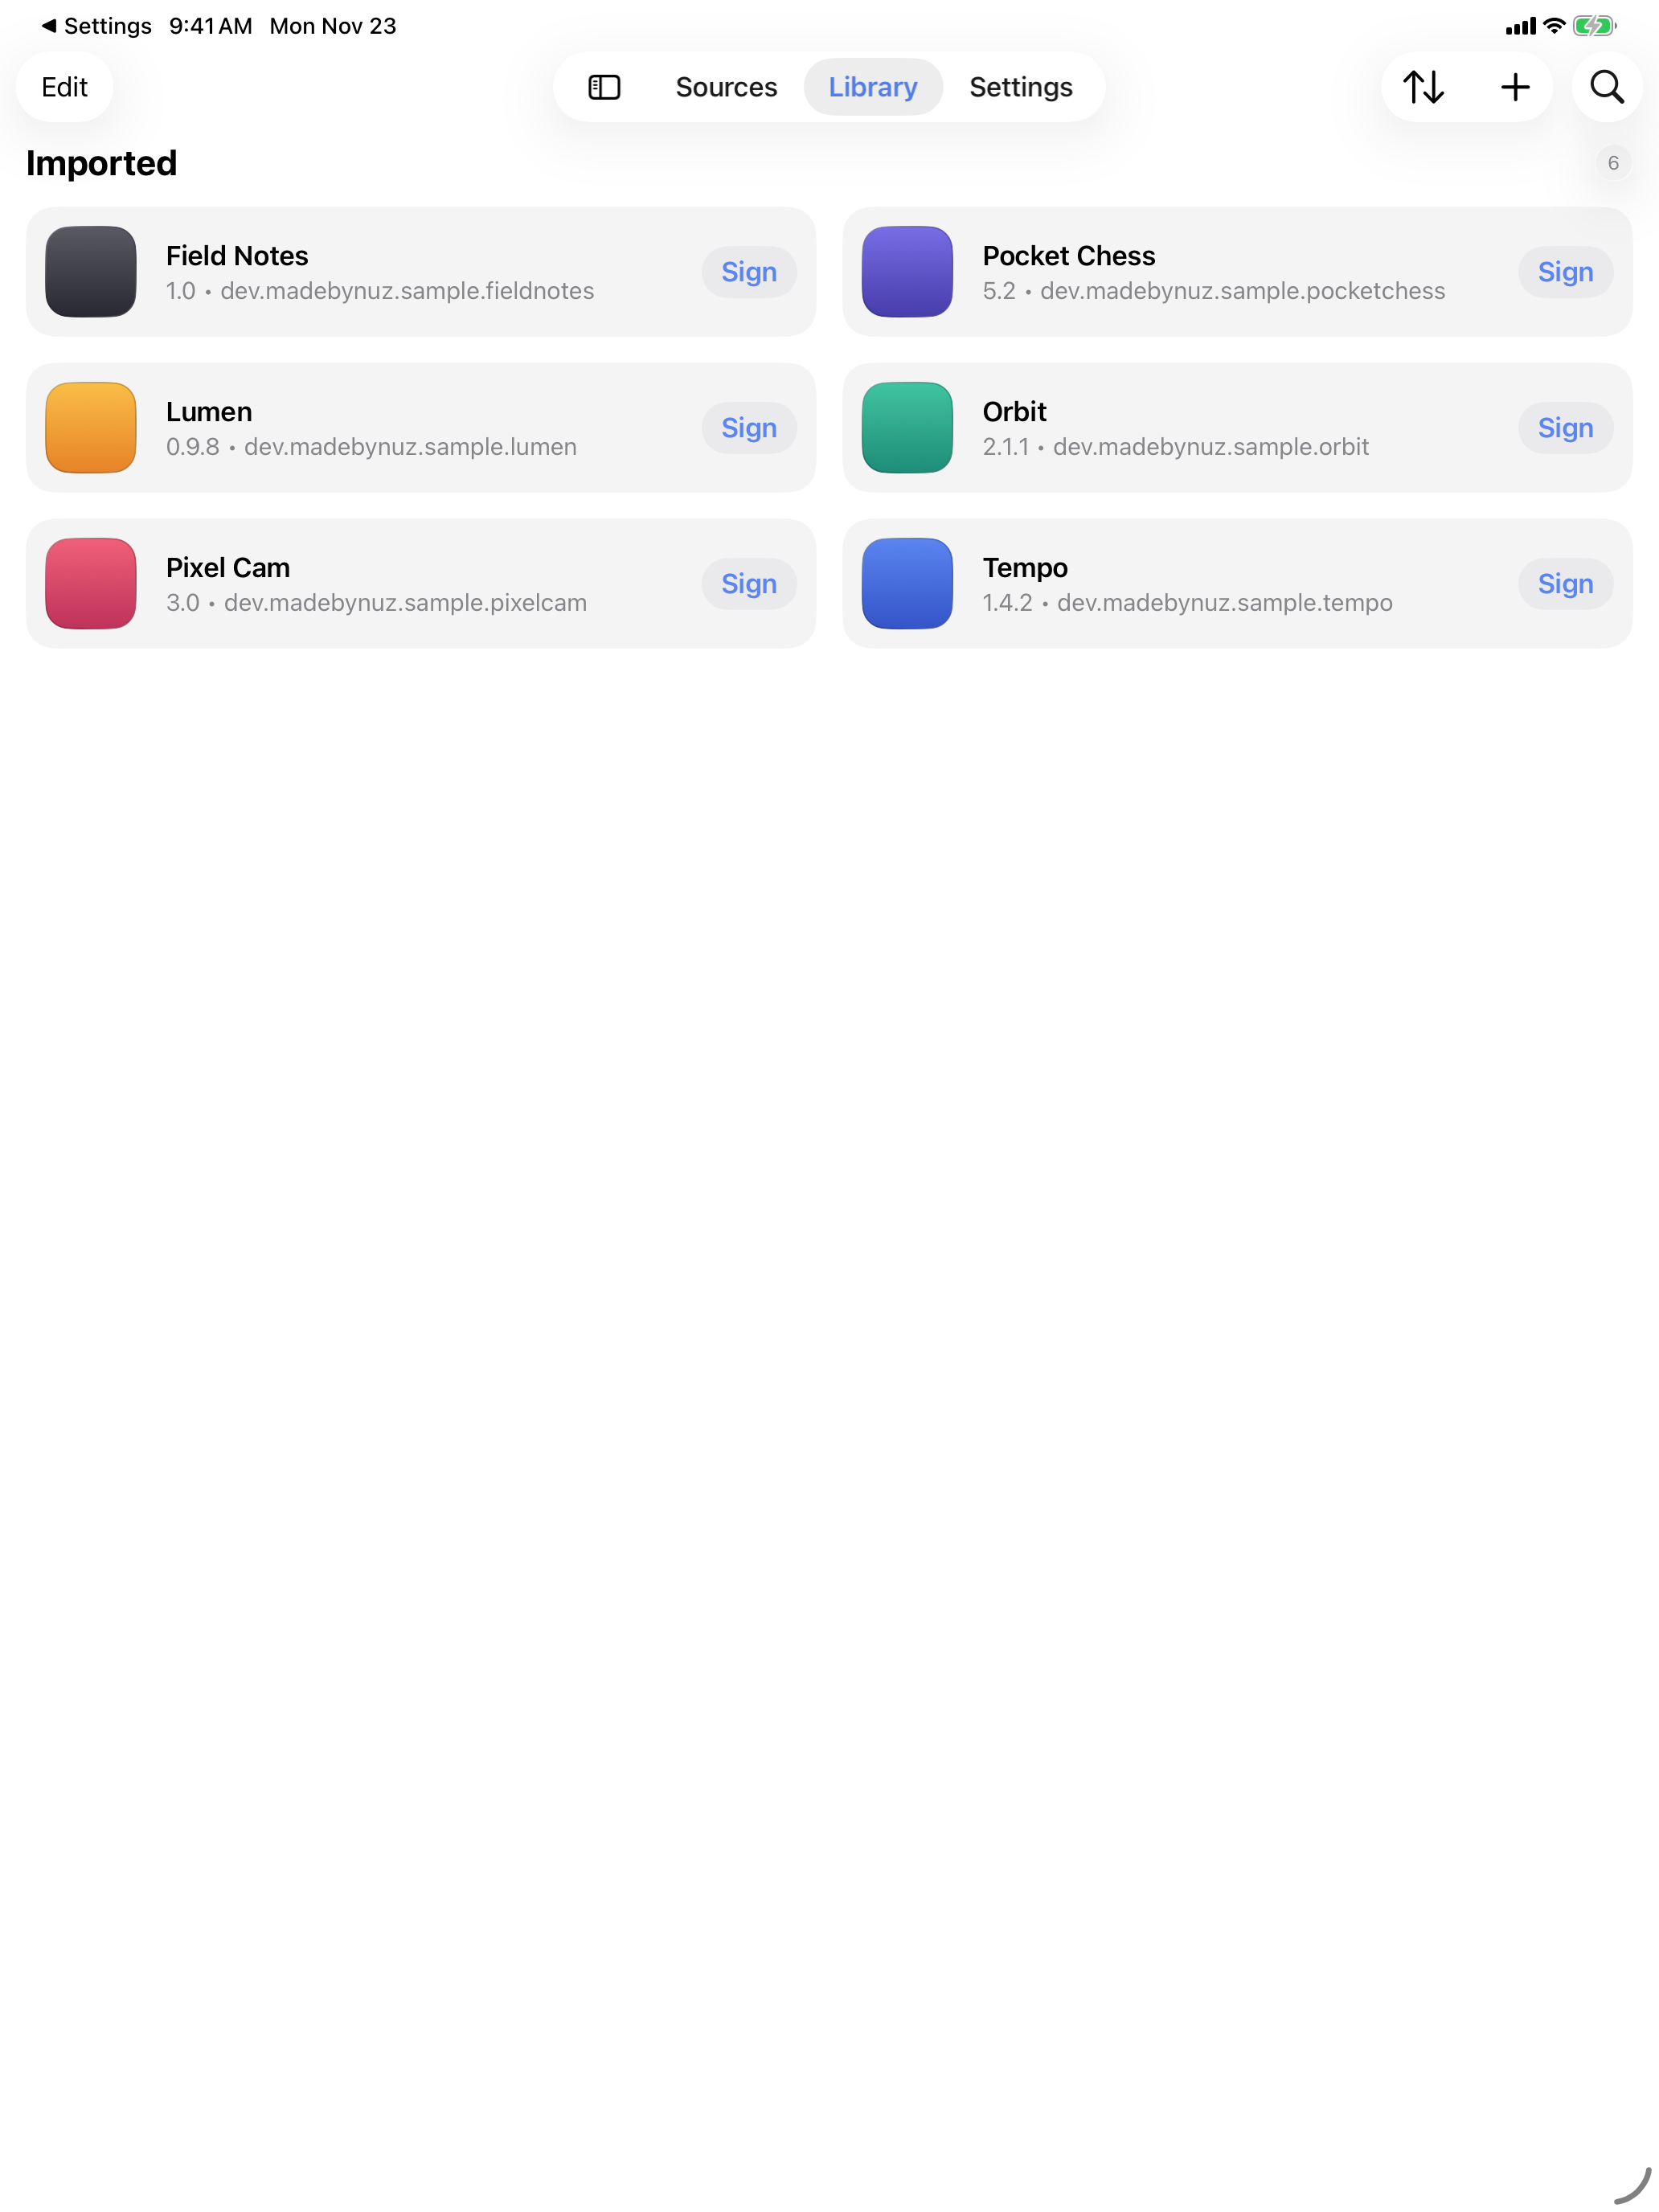 Settings 9:41 AM Mon Nov 23
Edit Sources Library Settings
Imported 6
Field Notes
1.0 • dev.madebynuz.sample.fieldnotes
Sign
Pocket Chess
5.2 • dev.madebynuz.sample.pocketchess
Sign
Lumen
0.9.8 • dev.madebynuz.sample.lumen
Sign
Orbit
2.1.1 • dev.madebynuz.sample.orbit
Sign
Pixel Cam
3.0 • dev.madebynuz.sample.pixelcam
Sign
Tempo
1.4.2 • dev.madebynuz.sample.tempo
Sign